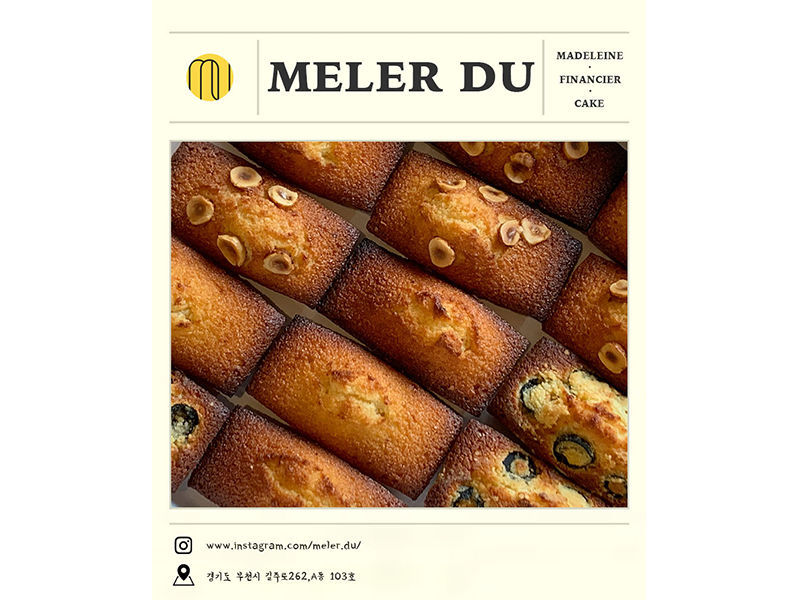 MELER DU
MADELEINE
·
FINANCIER
·
CAKE
www.instagram.com/meler.du/
경기도 부천시 길주로262,A동 103호